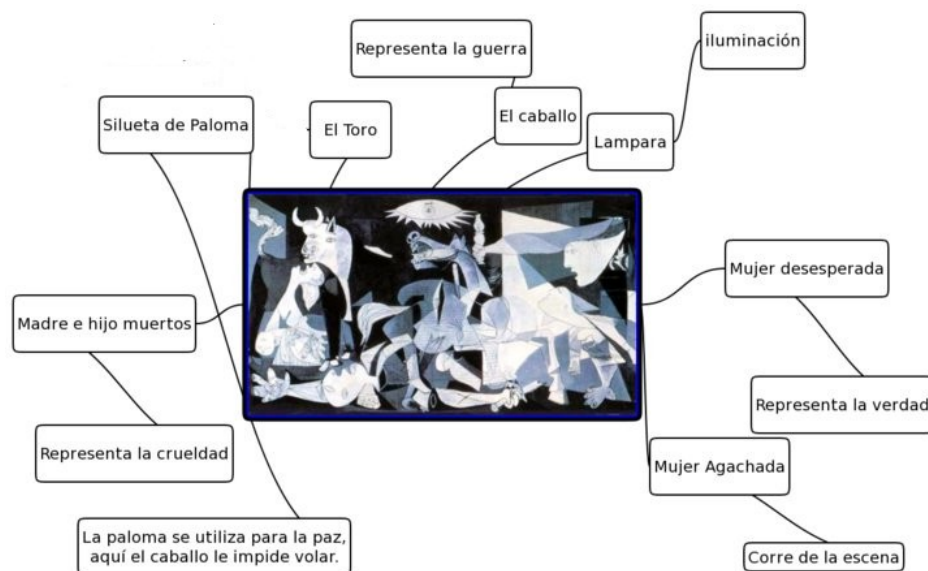 iluminación
Representa la guerra
El caballo
Silueta de Paloma
El Toro
Lampara
Mujer desesperada
Madre e hijo muertos
Representa la verdad
Representa la crueldad
Mujer Agachada
La paloma se utiliza para la paz,
aquí el caballo le impide volar.
Corre de la escena